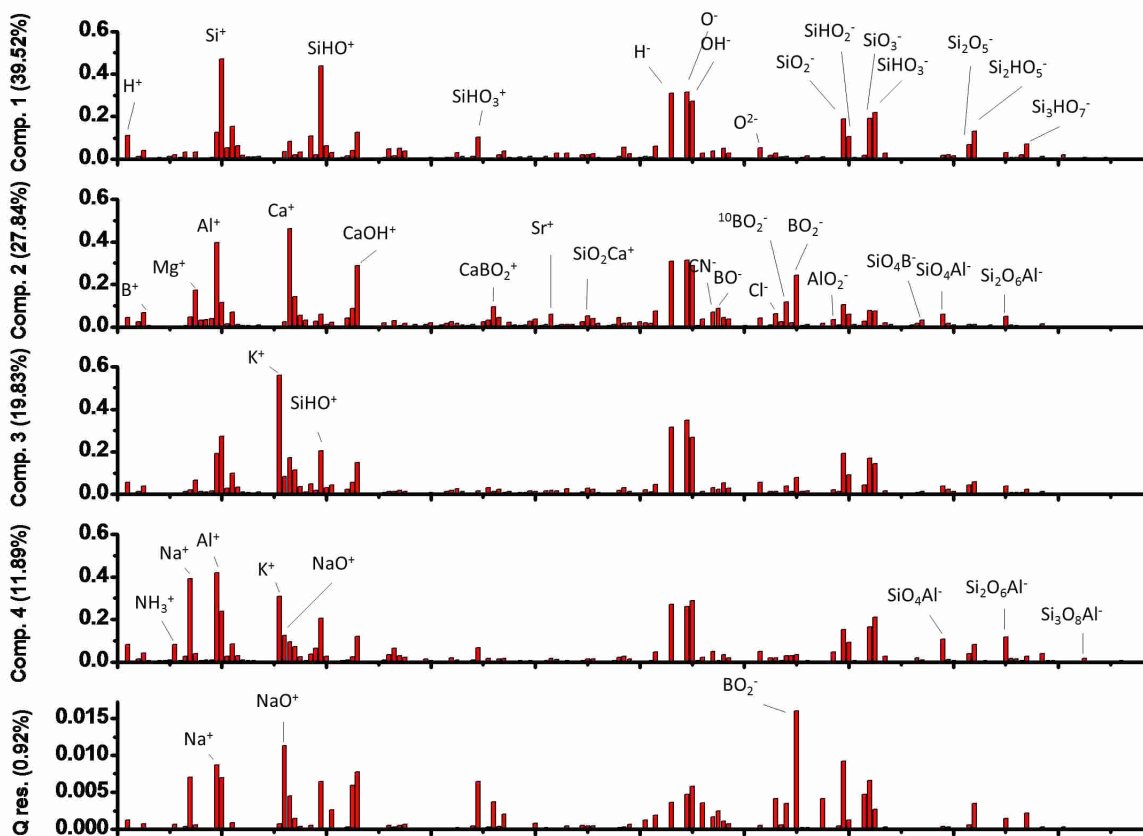 Comp. 1 (39.52%)
0.6
0.4
0.2
0.0
H⁺
Si⁺
SiHO⁺
SiHO₃⁺
H⁻
O⁻
OH⁻
O²⁻
SiO₂⁻
SiHO₂⁻
SiO₃⁻
SiHO₃⁻
Si₂O₅⁻
Si₂HO₅⁻
Si₃HO₇⁻
Comp. 2 (27.84%)
0.6
0.4
0.2
0.0
B⁺
Mg⁺
Al⁺
Ca⁺
CaOH⁺
CaBO₂⁺
Sr⁺
SiO₂Ca⁺
CN⁻
BO⁻
Cl⁻
¹⁰BO₂⁻
BO₂⁻
AlO₂⁻
SiO₄B⁻
SiO₄Al⁻
Si₂O₆Al⁻
Comp. 3 (19.83%)
0.6
0.4
0.2
0.0
K⁺
SiHO⁺
Comp. 4 (11.89%)
0.6
0.4
0.2
0.0
NH₃⁺
Na⁺
Al⁺
K⁺
NaO⁺
SiO₄Al⁻
Si₂O₆Al⁻
Si₃O₈Al⁻
Q res. (0.92%)
0.015
0.010
0.005
0.000
Na⁺
NaO⁺
BO₂⁻